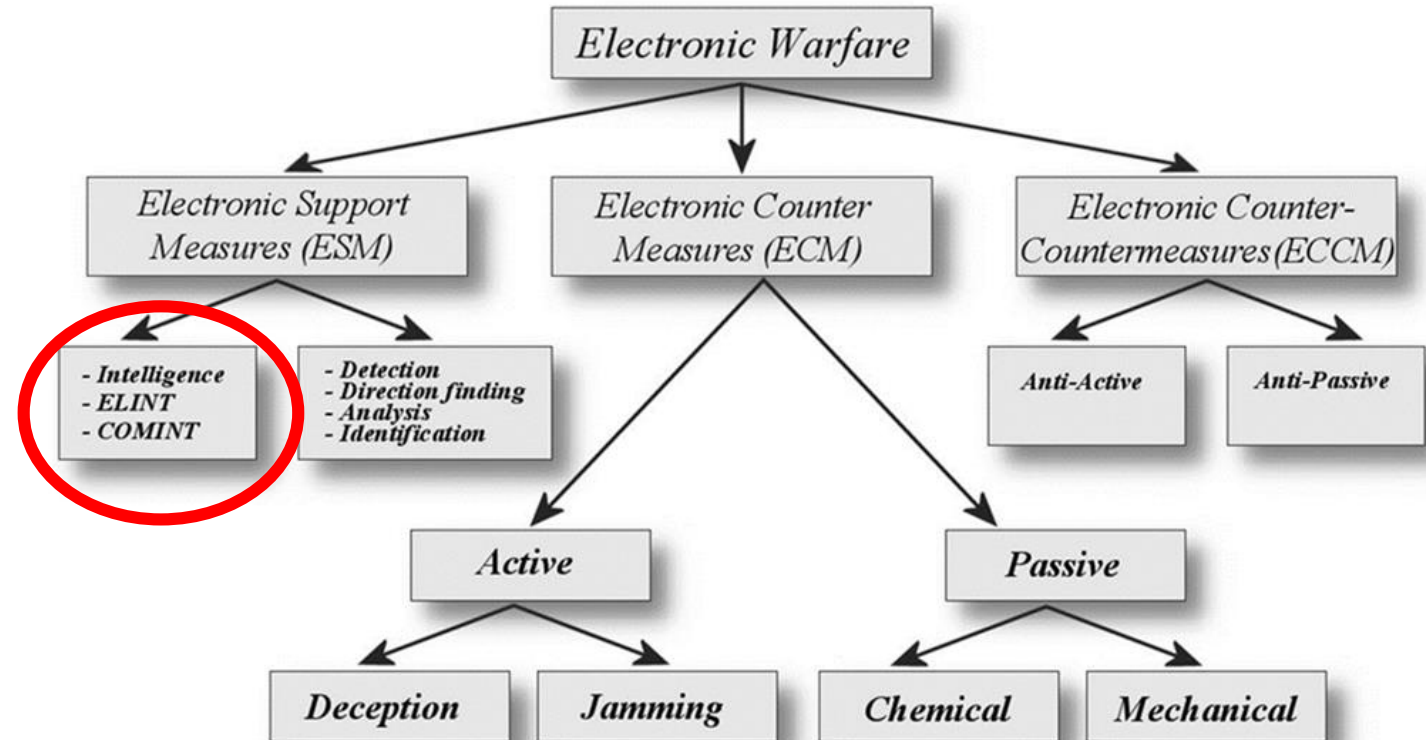 Electronic Warfare
Electronic Support
Measures (ESM)
Electronic Counter
Measures (ECM)
Electronic Counter-
Countermeasures(ECCM)
- Intelligence
- ELINT
- COMINT
- Detection
- Direction finding
- Analysis
- Identification
Anti-Active
Anti-Passive
Active
Passive
Deception
Jamming
Chemical
Mechanical